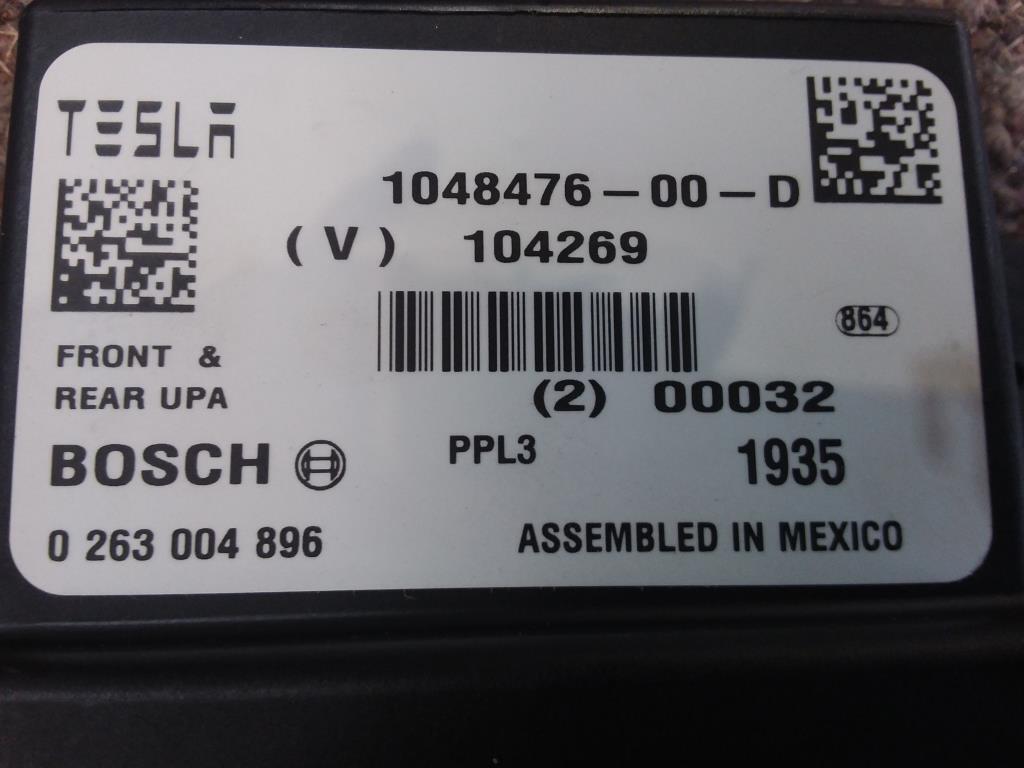 TESLA
1048476-00-D
(V) 104269
864
FRONT &
REAR UPA
(2) 00032
BOSCH
PPL3
1935
0 263 004 896
ASSEMBLED IN MEXICO